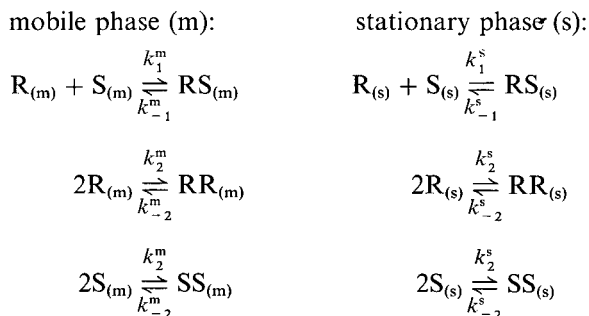 mobile phase (m): stationary phase (s):
R₍ₘ₎ + S₍ₘ₎ ⇌ RS₍ₘ₎ k₁ᵐ k₋₁ᵐ R₍ₛ₎ + S₍ₛ₎ ⇌ RS₍ₛ₎ k₁ˢ k₋₁ˢ
2R₍ₘ₎ ⇌ RR₍ₘ₎ k₂ᵐ k₋₂ᵐ 2R₍ₛ₎ ⇌ RR₍ₛ₎ k₂ˢ k₋₂ˢ
2S₍ₘ₎ ⇌ SS₍ₘ₎ k₂ᵐ k₋₂ᵐ 2S₍ₛ₎ ⇌ SS₍ₛ₎ k₂ˢ k₋₂ˢ